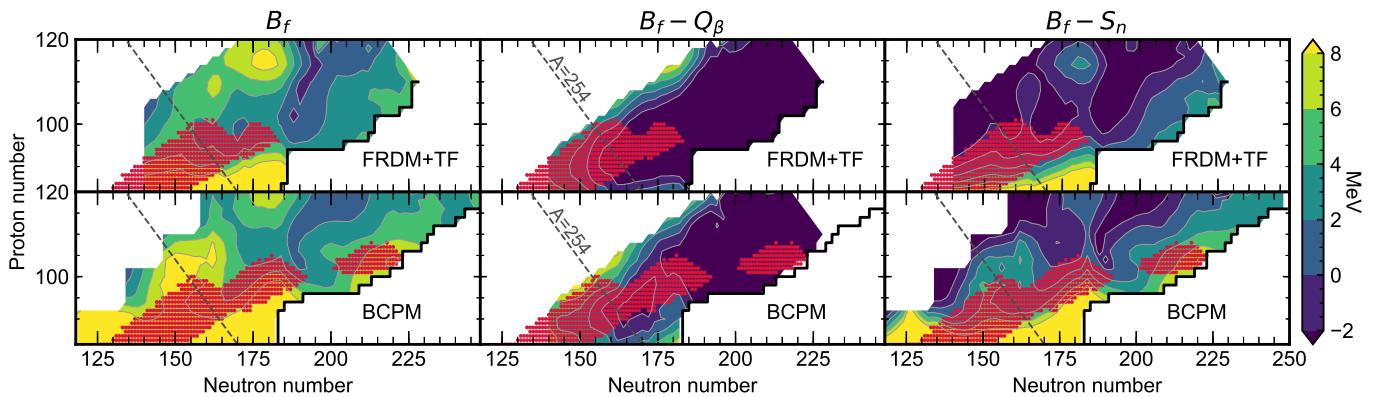 B_f
B_f − Q_β
B_f − S_n
120
100
120
100
Proton number
A=254
A=254
FRDM+TF
FRDM+TF
FRDM+TF
BCPM
BCPM
BCPM
125 150 175 200 225
125 150 175 200 225
125 150 175 200 225 250
Neutron number
Neutron number
Neutron number
8
6
4
2
0
−2
MeV